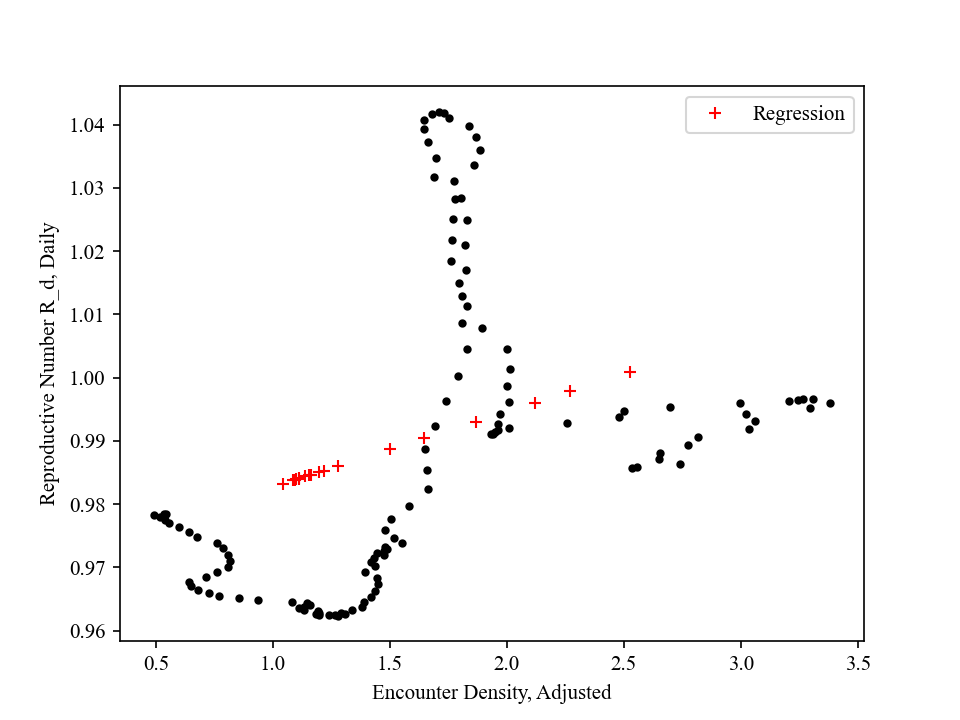 Regression
1.04
1.03
1.02
1.01
1.00
0.99
0.98
0.97
0.96
Reproductive Number R_d, Daily
0.5 1.0 1.5 2.0 2.5 3.0 3.5
Encounter Density, Adjusted